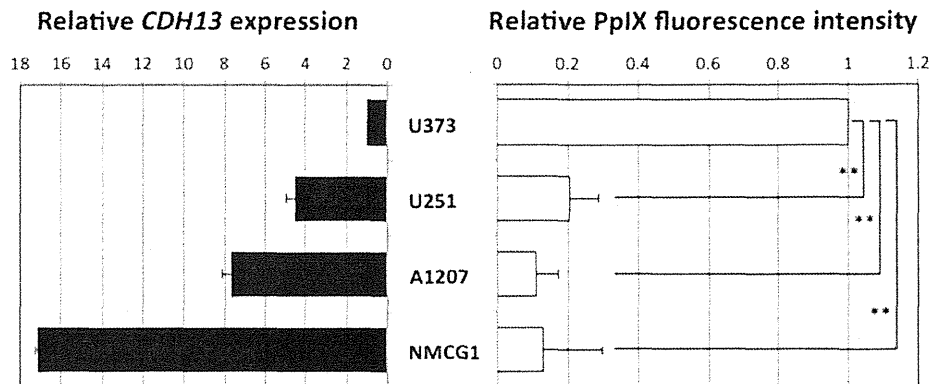 Relative CDH13 expression
Relative PpIX fluorescence intensity
18 16 14 12 10 8 6 4 2 0
0 0.2 0.4 0.6 0.8 1 1.2
U373
**
U251
**
A1207
**
NMCG1